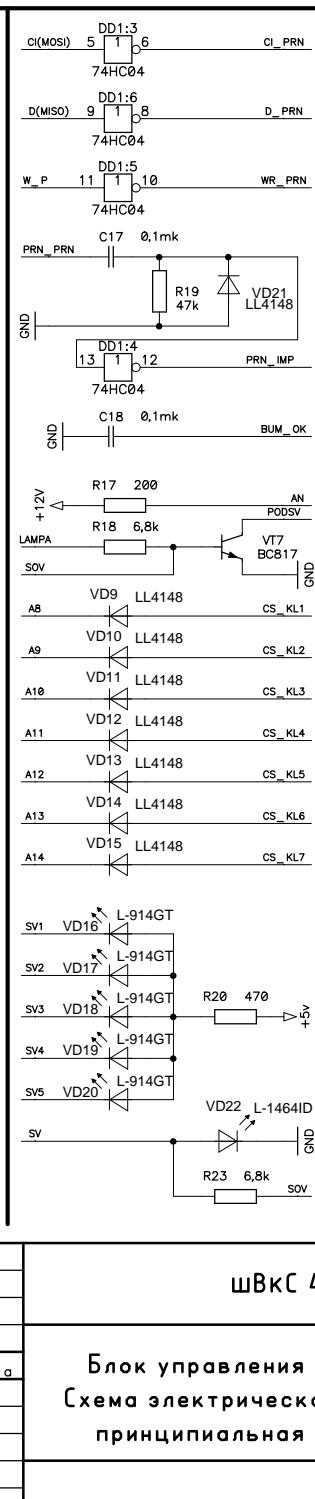 DD1:3
CI(MOSI) 5 1 6 CI_PRN
74HC04
DD1:6
D(MISO) 9 1 8 D_PRN
74HC04
DD1:5
W_P 11 1 10 WR_PRN
74HC04
C17 0,1mk
PRN_PRN
R19
47k
VD21
LL4148
GND
DD1:4
13 1 12 PRN_IMP
74HC04
C18 0,1mk
GND BUM_OK
R17 200
+12V AN
PODSV
R18 6,8k
LAMPA
VT7
BC817
SOV
GND
VD9 LL4148
A8 CS_KL1
VD10 LL4148
A9 CS_KL2
VD11 LL4148
A10 CS_KL3
VD12 LL4148
A11 CS_KL4
VD13 LL4148
A12 CS_KL5
VD14 LL4148
A13 CS_KL6
VD15 LL4148
A14 CS_KL7
L-914GT
SV1 VD16
L-914GT
SV2 VD17
L-914GT
SV3 VD18
R20 470
+5v
L-914GT
SV4 VD19
L-914GT
SV5 VD20
VD22 L-1464ID
SV
GND
R23 6,8k
SOV
шВкС
а
Блок управления
Схема электрическо
принципиальная